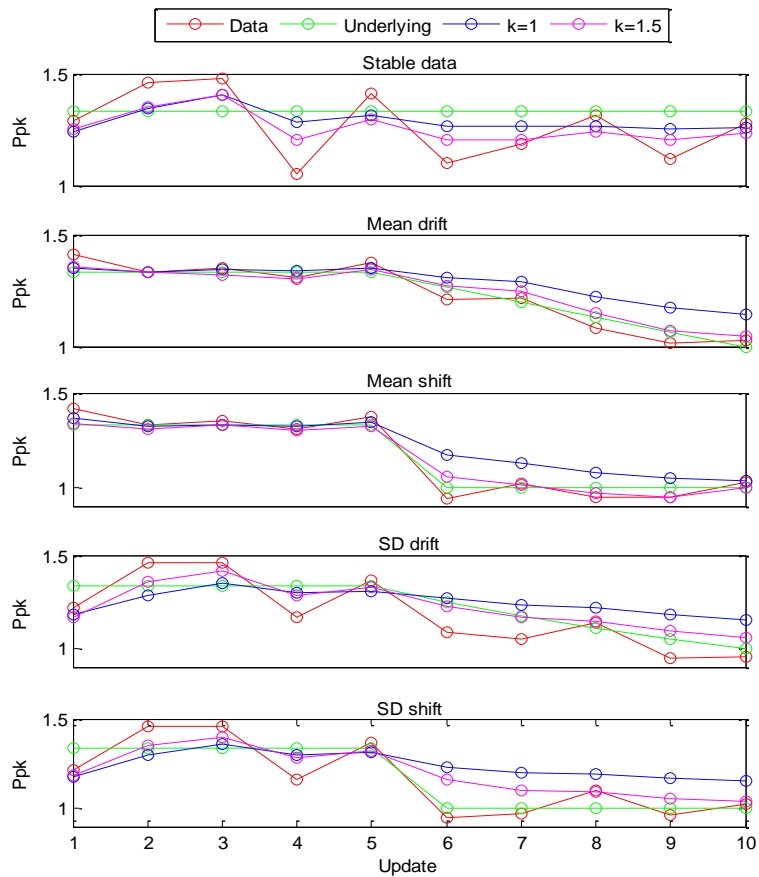 Data Underlying k=1 k=1.5
Stable data
1.5
Ppk
1
Mean drift
1.5
Ppk
1
Mean shift
1.5
Ppk
1
SD drift
1.5
Ppk
1
SD shift
1.5
Ppk
1
1 2 3 4 5 6 7 8 9 10
Update